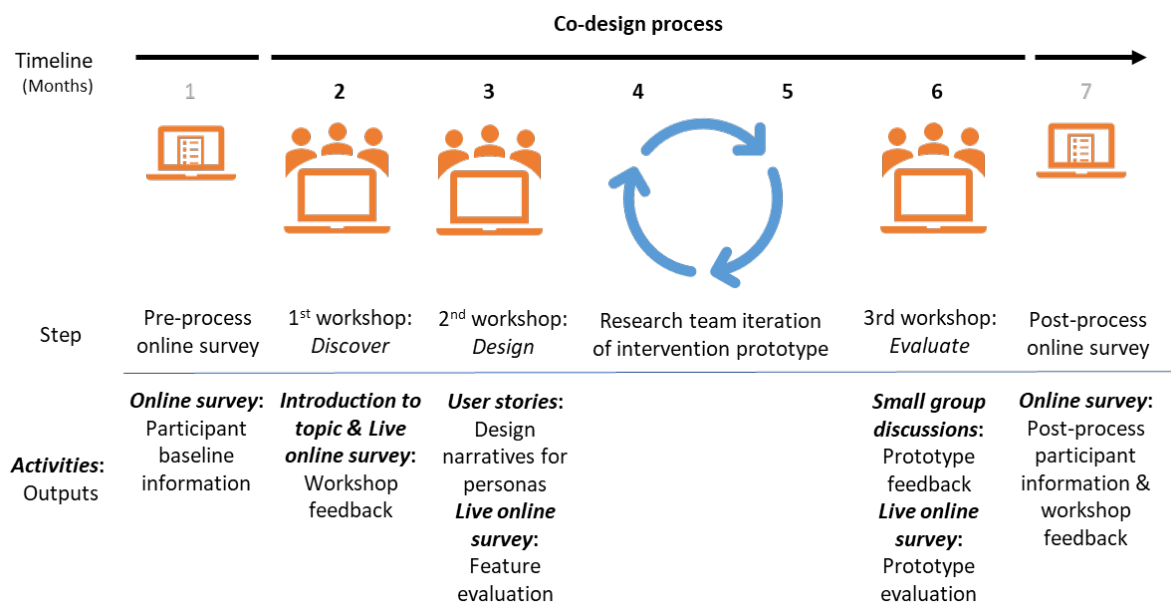 Co-design process
Timeline
(Months)
1
2
3
4
5
6
7
Step
Pre-process
online survey
1st workshop:
Discover
2nd workshop:
Design
Research team iteration
of intervention prototype
3rd workshop:
Evaluate
Post-process
online survey
Activities:
Outputs
Online survey:
Participant
baseline
information
Introduction to
topic & Live
online survey:
Workshop
feedback
User stories:
Design
narratives for
personas
Live online
survey:
Feature
evaluation
Small group
discussions:
Prototype
feedback
Live online
survey:
Prototype
evaluation
Online survey:
Post-process
participant
information &
workshop
feedback